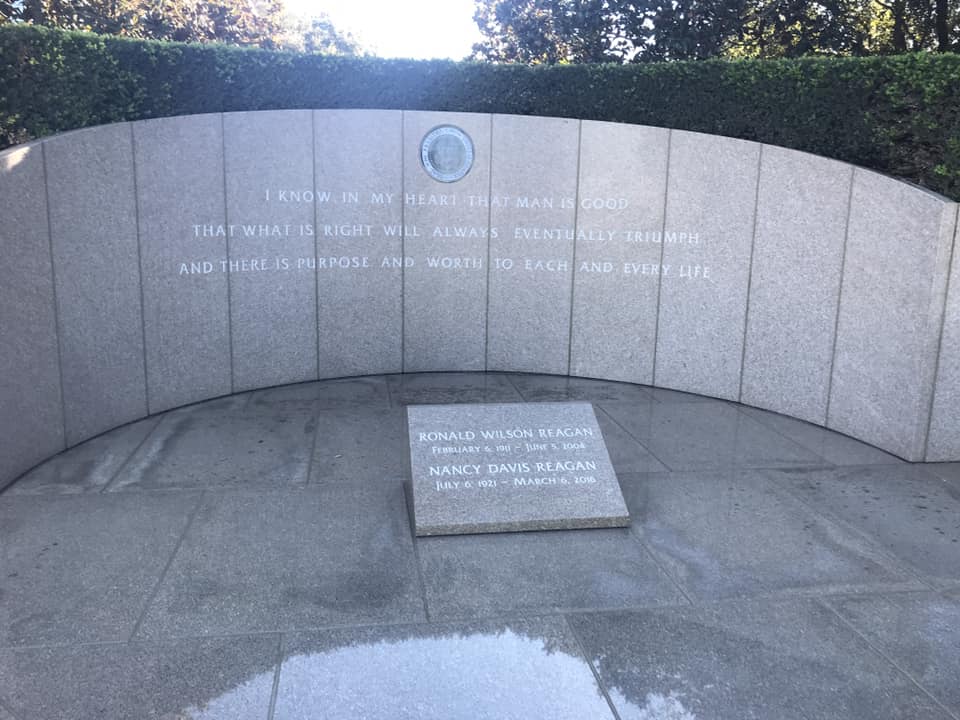 I KNOW IN MY HEART THAT MAN IS GOOD
THAT WHAT IS RIGHT WILL ALWAYS EVENTUALLY TRIUMPH
AND THERE IS PURPOSE AND WORTH TO EACH AND EVERY LIFE
RONALD WILSON REAGAN
FEBRUARY 6, 1911 – JUNE 5, 2004
NANCY DAVIS REAGAN
JULY 6, 1921 – MARCH 6, 2016